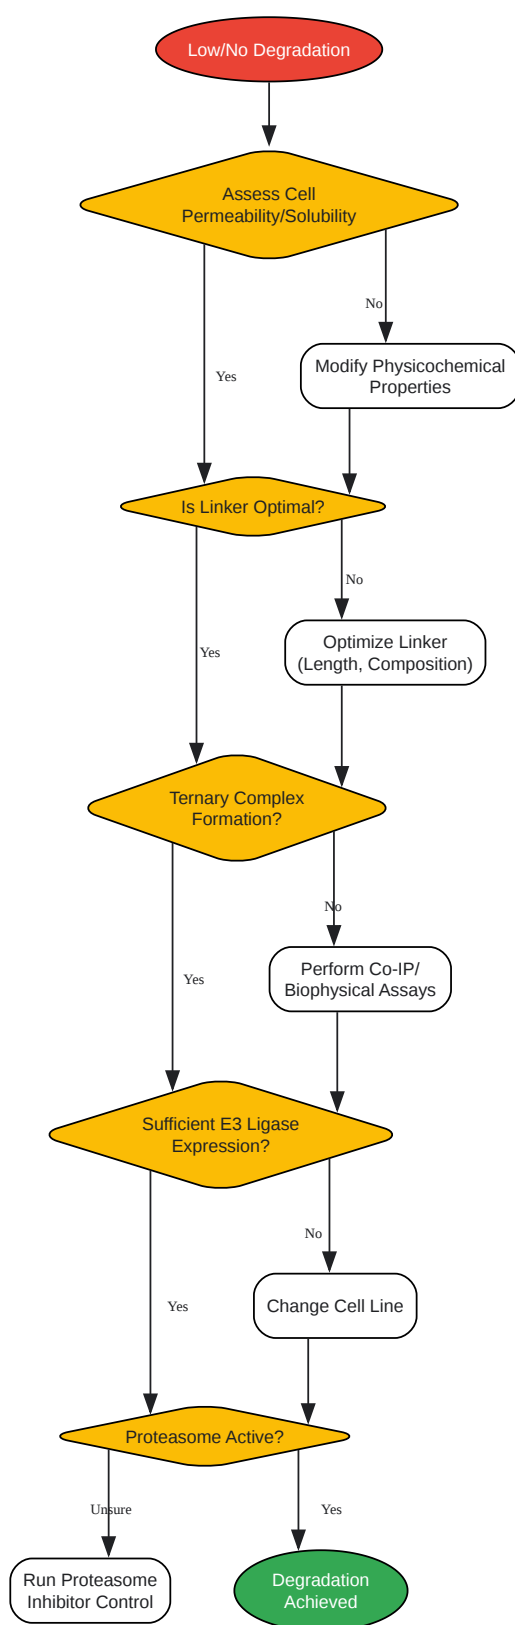 Low/No Degradation
Assess Cell
Permeability/Solubility
No
Modify Physicochemical
Properties
Yes
Is Linker Optimal?
No
Optimize Linker
(Length, Composition)
Yes
Ternary Complex
Formation?
No
Perform Co-IP/
Biophysical Assays
Yes
Sufficient E3 Ligase
Expression?
No
Change Cell Line
Yes
Proteasome Active?
Unsure
Yes
Run Proteasome
Inhibitor Control
Degradation
Achieved